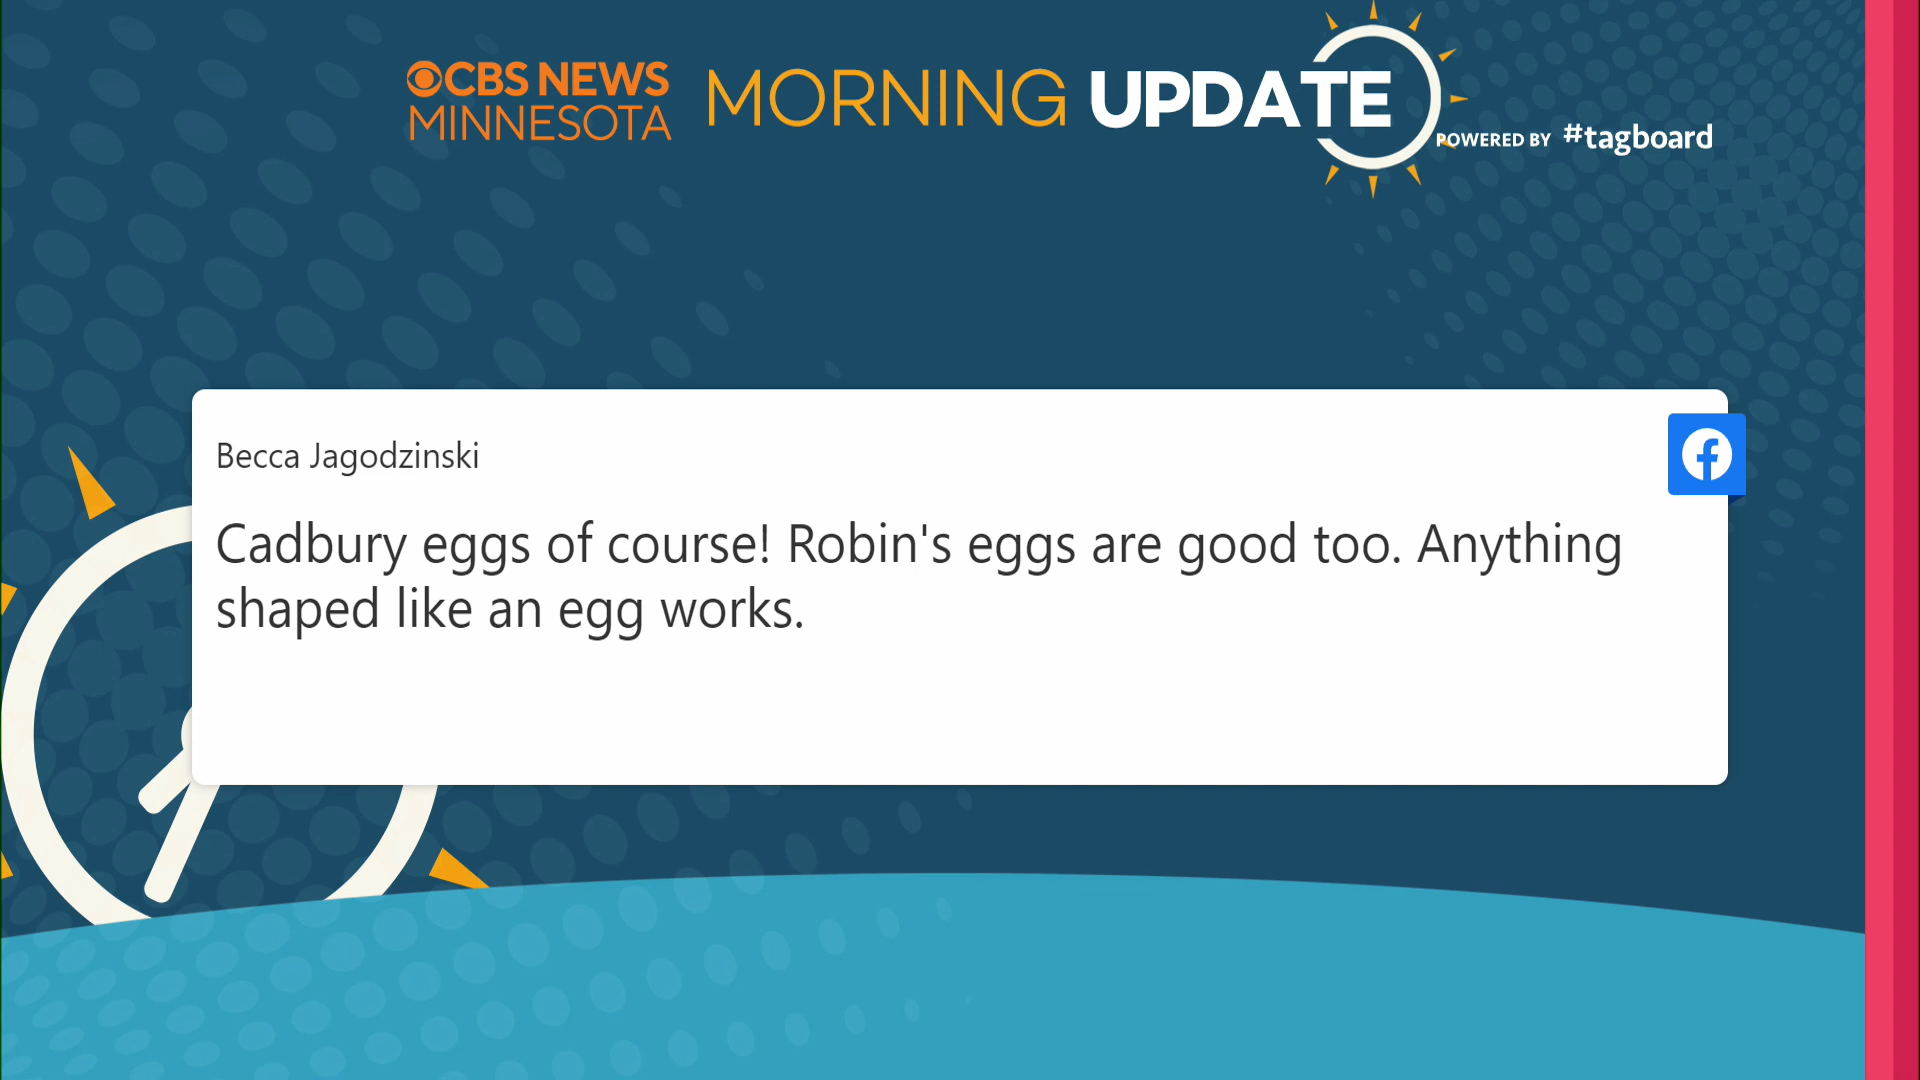 CBS NEWS
MINNESOTA
MORNING UPDATE
POWERED BY #tagboard
Becca Jagodzinski
Cadbury eggs of course! Robin's eggs are good too. Anything
shaped like an egg works.